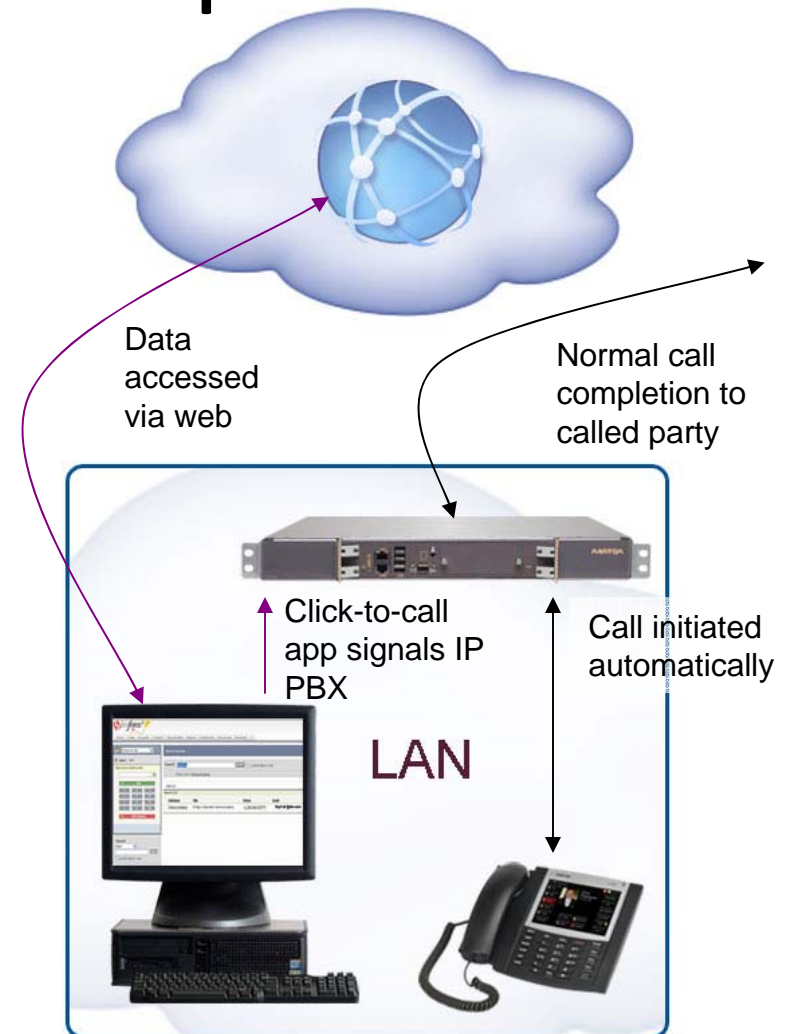 Data
accessed
via web
Normal call
completion to
called party
AASTRA
Click-to-call
app signals IP
PBX
Call initiated
automatically
LAN